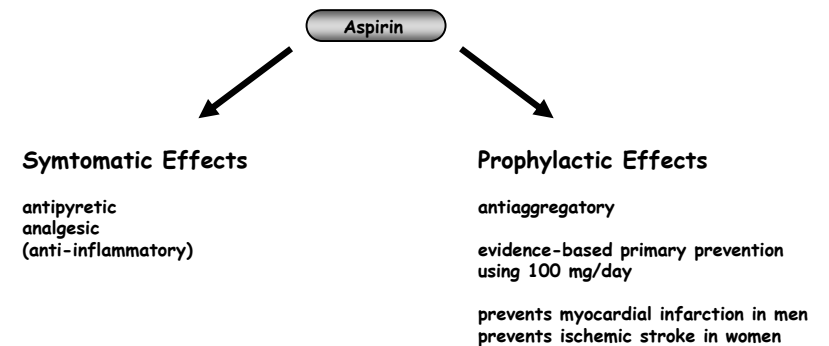 Aspirin
Symtomatic Effects
antipyretic
analgesic
(anti-inflammatory)
Prophylactic Effects
antiaggregatory
evidence-based primary prevention
using 100 mg/day
prevents myocardial infarction in men
prevents ischemic stroke in women